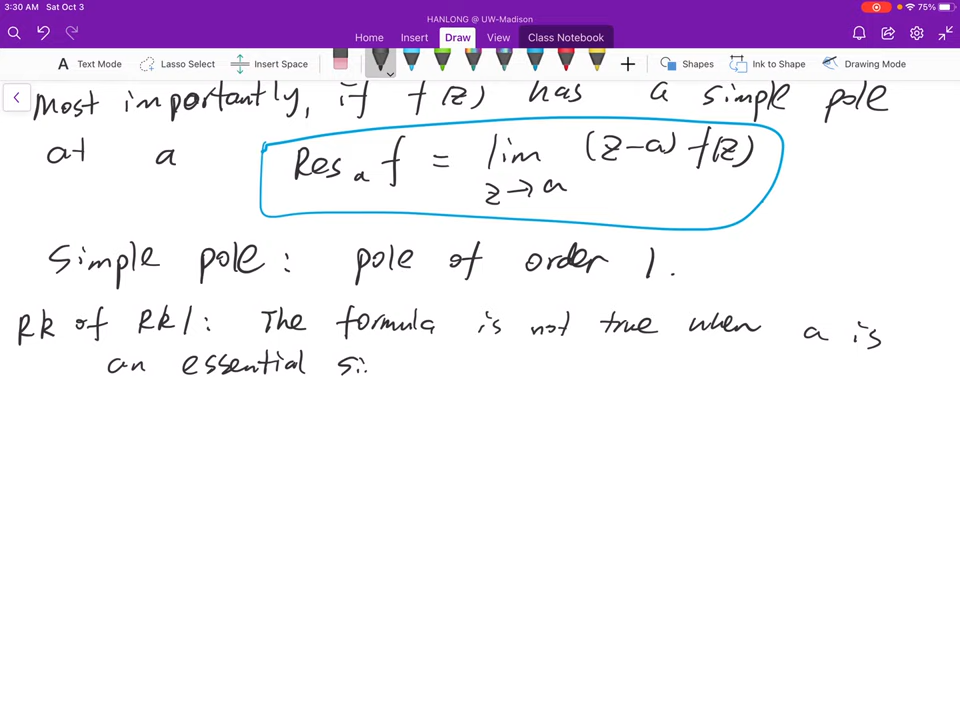 3:30 AM Sat Oct 3
75%
HANLONG @ UW-Madison
Home Insert Draw View Class Notebook
Text Mode Lasso Select Insert Space Shapes Ink to Shape Drawing Mode
Most importantly, if f(z) has a simple pole
at a
Res_a f = lim_{z→a} (z-a) f(z)
Simple pole: pole of order 1.
Rk of Rk1: The formula is not true when a is
an essential si